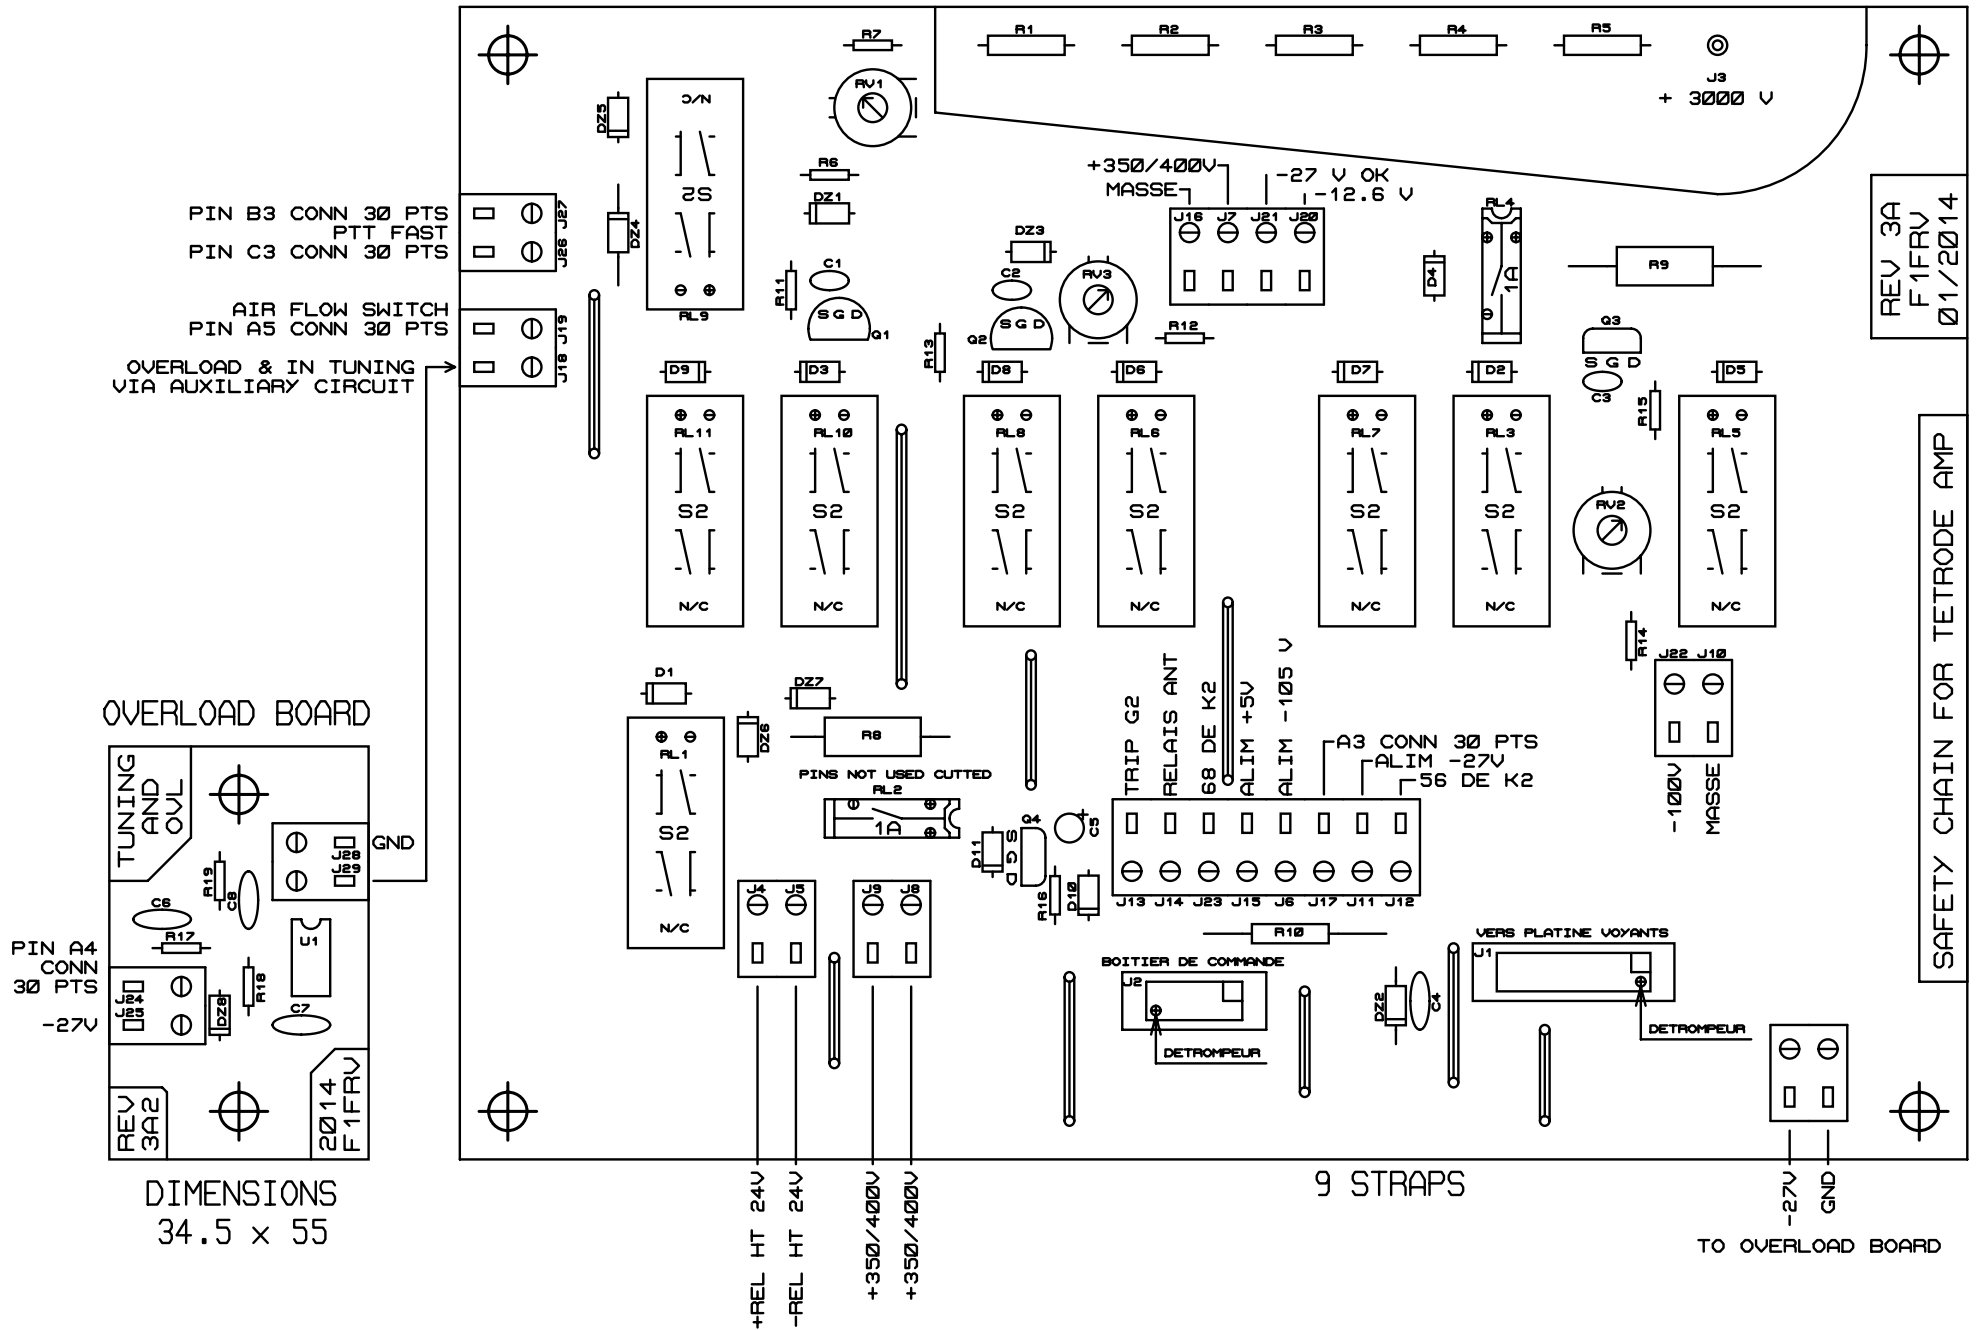 R7
R1
R2
R3
R4
R5
RV1
J3
+ 3000 V
N/C
DZ5
S2
R6
DZ1
DZ4
RL9
+350/400V
MASSE
-27 V OK
-12.6 V
J16 J7 J21 J20
RL4
1A
D4
R9
REV 3A
F1FRV
01/2014
PIN B3 CONN 30 PTS
PTT FAST
PIN C3 CONN 30 PTS
J27
J26
AIR FLOW SWITCH
PIN A5 CONN 30 PTS
J19
J18
OVERLOAD & IN TUNING
VIA AUXILIARY CIRCUIT
R11
C1
S G D
Q1
DZ3
C2
S G D
Q2
R13
RV3
R12
Q3
S G D
C3
R15
D9
D3
D8
D6
D7
D2
D5
RL11
S2
N/C
RL10
S2
N/C
RL8
S2
N/C
RL6
S2
N/C
RL7
S2
N/C
RL3
S2
N/C
RL5
S2
N/C
RV2
R14
J22 J10
-100V
MASSE
SAFETY CHAIN FOR TETRODE AMP
D1
DZ7
DZ6
R8
RL1
S2
N/C
PINS NOT USED CUTTED
RL2
1A
D11
Q4
S G D
C5
R16
D10
TRIP G2
RELAIS ANT
68 DE K2
ALIM +5V
ALIM -105 V
A3 CONN 30 PTS
ALIM -27V
56 DE K2
J13 J14 J23 J15 J6 J17 J11 J12
R10
J4 J5
J9 J8
BOITIER DE COMMANDE
J2
DETROMPEUR
DZ2
C4
VERS PLATINE VOYANTS
J1
DETROMPEUR
+REL HT 24V
-REL HT 24V
+350/400V
+350/400V
9 STRAPS
-27V
GND
TO OVERLOAD BOARD
OVERLOAD BOARD
TUNING
AND
OVL
GND
J28
J29
R19
C8
C6
R17
U1
PIN A4
CONN
30 PTS
-27V
J24
J25
DZ8
R18
C7
REV
3A2
2014
F1FRV
DIMENSIONS
34.5 x 55